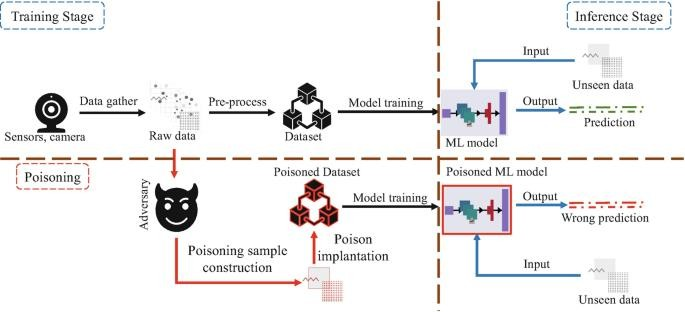 Training Stage
Inference Stage
Input
Unseen data
Data gather
Pre-process
Model training
Output
Sensors, camera
Raw data
Dataset
ML model
Prediction
Poisoning
Adversary
Poisoned Dataset
Poisoned ML model
Model training
Output
Wrong prediction
Poisoning sample
construction
Poison
implantation
Input
Unseen data